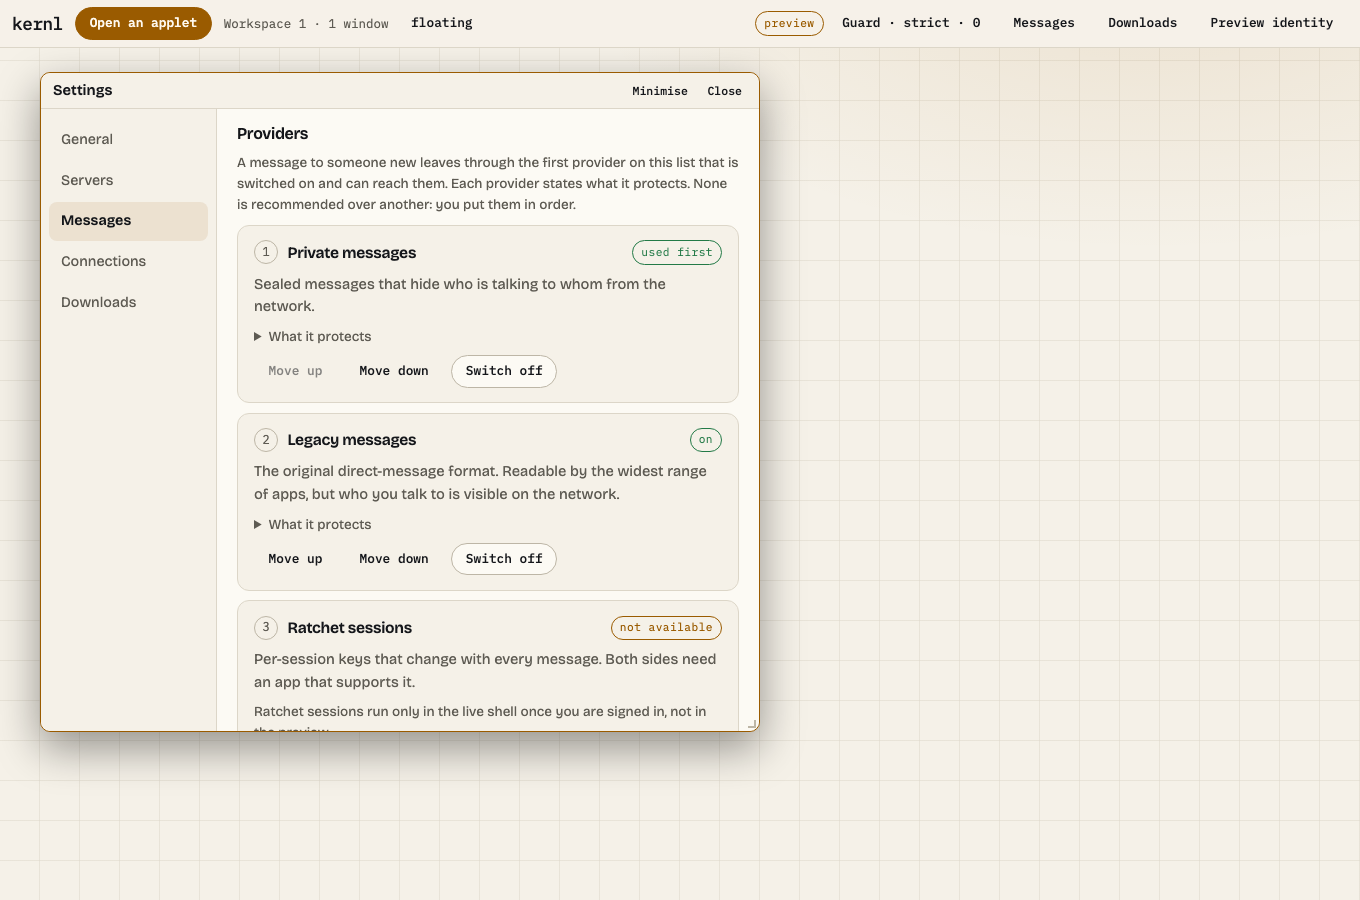 kernl
Open an applet
Workspace 1 · 1 window
floating
preview
Guard · strict · 0
Messages
Downloads
Preview identity
Settings
Minimise
Close
General
Servers
Messages
Connections
Downloads
Providers
A message to someone new leaves through the first provider on this list that is
switched on and can reach them. Each provider states what it protects. None
is recommended over another: you put them in order.
1
Private messages
used first
Sealed messages that hide who is talking to whom from the
network.
What it protects
Move up
Move down
Switch off
2
Legacy messages
on
The original direct-message format. Readable by the widest range
of apps, but who you talk to is visible on the network.
What it protects
Move up
Move down
Switch off
3
Ratchet sessions
not available
Per-session keys that change with every message. Both sides need
an app that supports it.
Ratchet sessions run only in the live shell once you are signed in, not in
the preview.